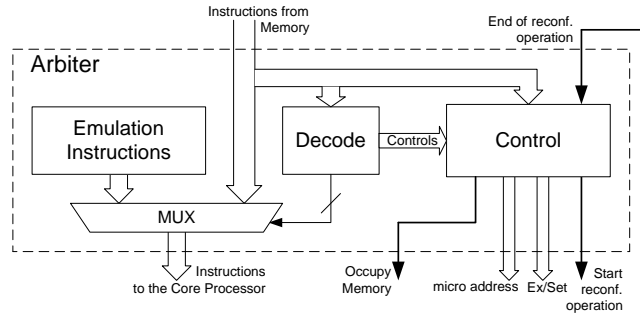 Instructions from
Memory
End of reconf.
operation
Arbiter
Emulation
Instructions
Decode
Controls
Control
MUX
Instructions
to the Core Processor
Occupy
Memory
micro address
Ex/Set
Start
reconf.
operation